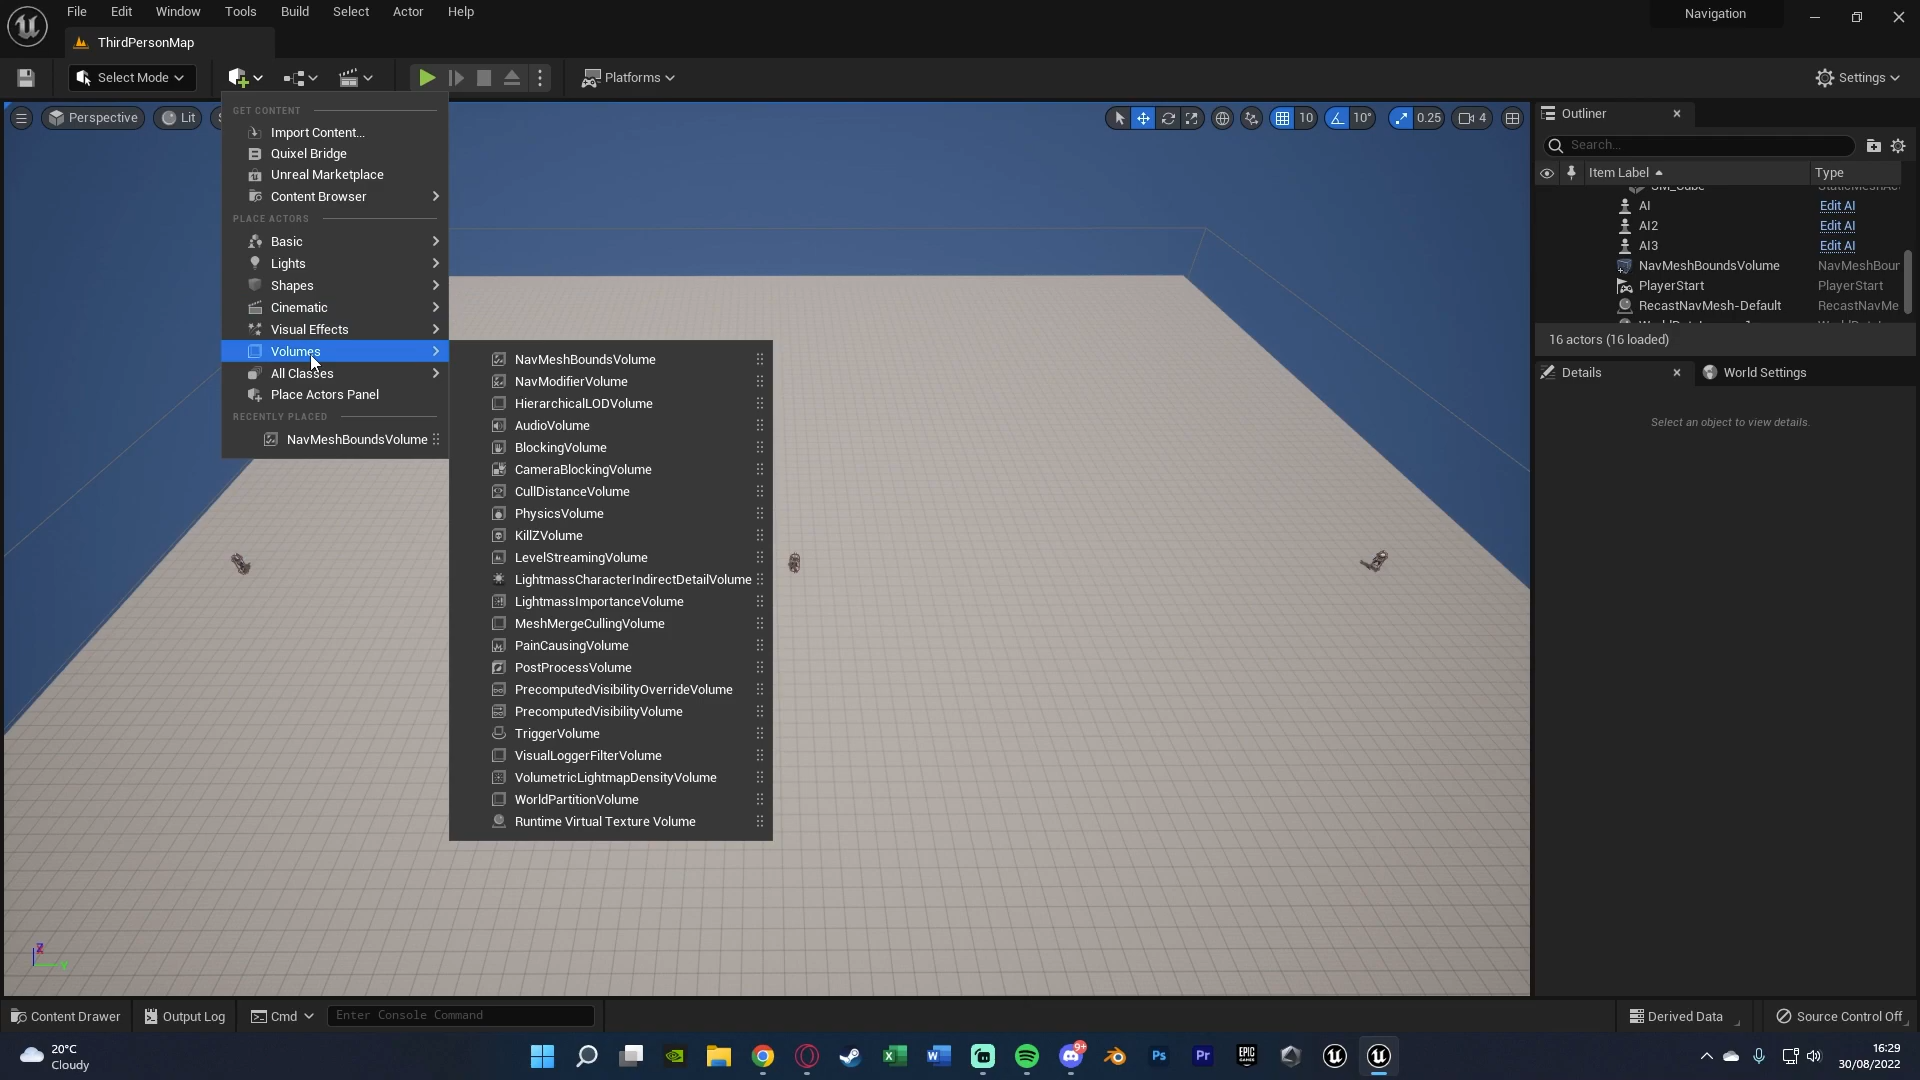 File Edit Window Tools Build Select Actor Help
Navigation
ThirdPersonMap
Select Mode
Platforms
Settings
Perspective
Lit
10
10°
0.25
4
GET CONTENT
Import Content...
Quixel Bridge
Unreal Marketplace
Content Browser
PLACE ACTORS
Basic
Lights
Shapes
Cinematic
Visual Effects
Volumes
All Classes
Place Actors Panel
RECENTLY PLACED
NavMeshBoundsVolume
NavMeshBoundsVolume
NavModifierVolume
HierarchicalLODVolume
AudioVolume
BlockingVolume
CameraBlockingVolume
CullDistanceVolume
PhysicsVolume
KillZVolume
LevelStreamingVolume
LightmassCharacterIndirectDetailVolume
LightmassImportanceVolume
MeshMergeCullingVolume
PainCausingVolume
PostProcessVolume
PrecomputedVisibilityOverrideVolume
PrecomputedVisibilityVolume
TriggerVolume
VisualLoggerFilterVolume
VolumetricLightmapDensityVolume
WorldPartitionVolume
Runtime Virtual Texture Volume
Outliner
Search...
Item Label Type
AI Edit AI
AI2 Edit AI
AI3 Edit AI
NavMeshBoundsVolume NavMeshBour
PlayerStart PlayerStart
RecastNavMesh-Default RecastNavMe
16 actors (16 loaded)
Details
World Settings
Select an object to view details.
Z
Y
Content Drawer
Output Log
Cmd
Enter Console Command
Derived Data
Source Control Off
20°C
Cloudy
9+
Ps
Pr
EPIC
GAMES
16:29
30/08/2022